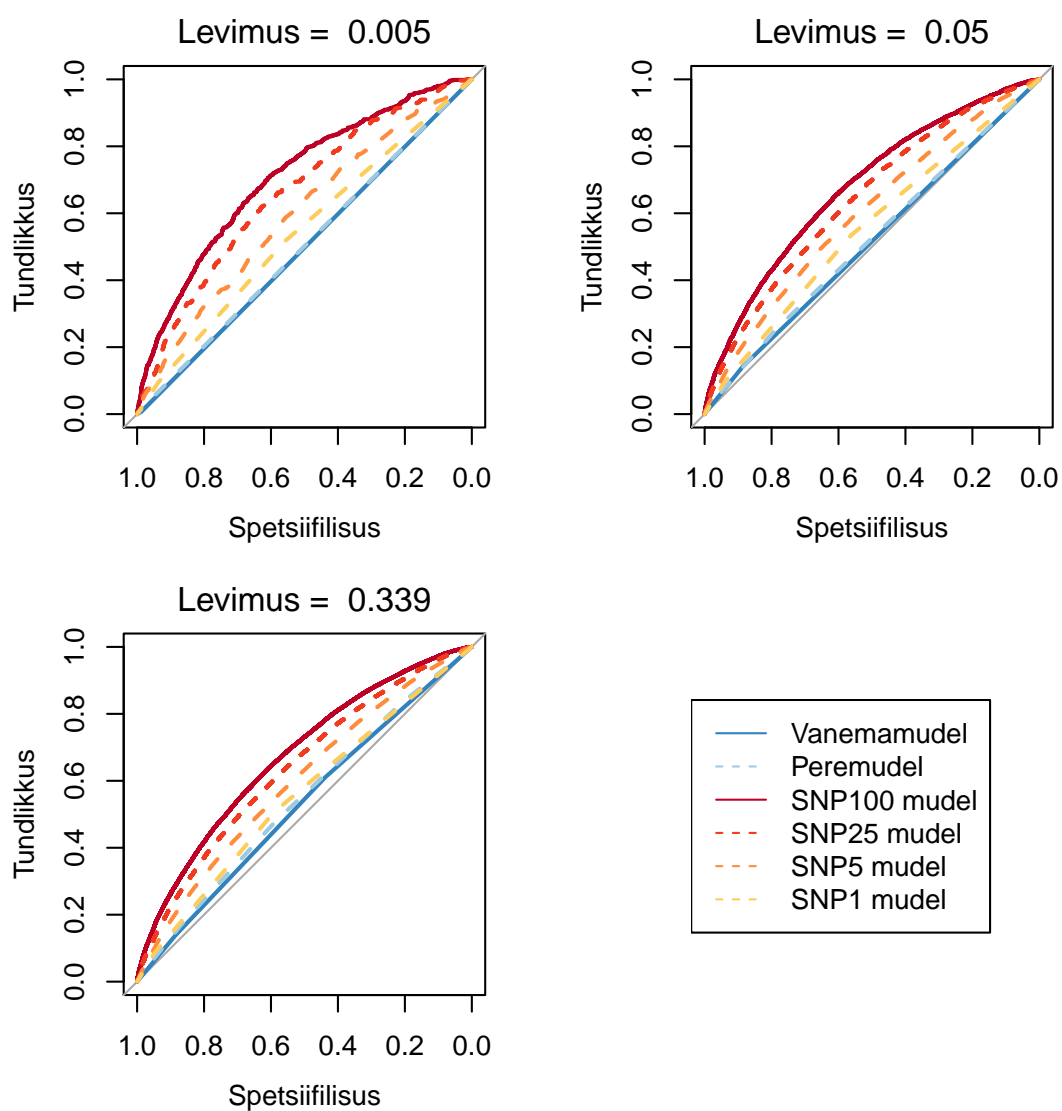 Levimus =  0.005
Tundlikkus
0.0 0.2 0.4 0.6 0.8 1.0
1.0 0.8 0.6 0.4 0.2 0.0
Spetsiifilisus
Levimus =  0.05
Tundlikkus
0.0 0.2 0.4 0.6 0.8 1.0
1.0 0.8 0.6 0.4 0.2 0.0
Spetsiifilisus
Levimus =  0.339
Tundlikkus
0.0 0.2 0.4 0.6 0.8 1.0
1.0 0.8 0.6 0.4 0.2 0.0
Spetsiifilisus
Vanemamudel
Peremudel
SNP100 mudel
SNP25 mudel
SNP5 mudel
SNP1 mudel